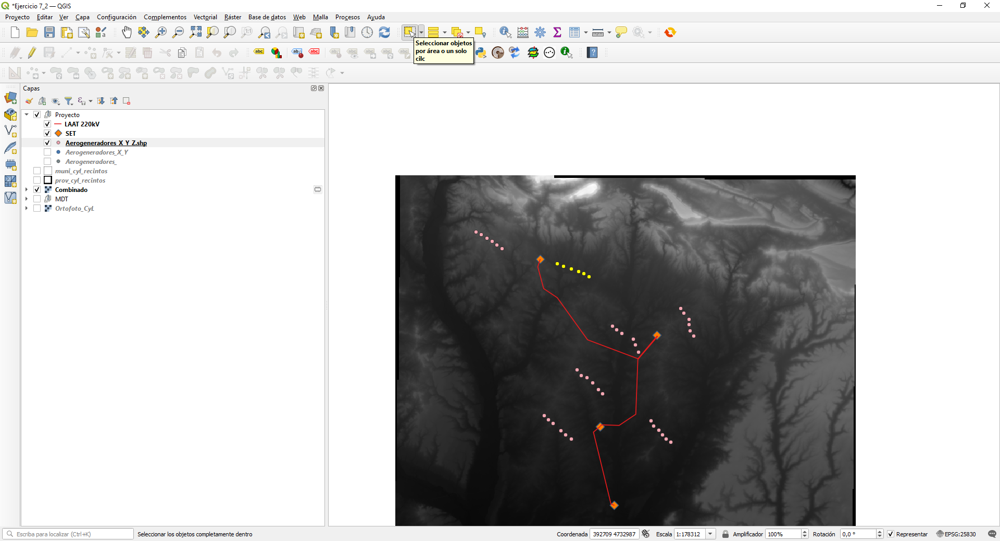 *Ejercicio 7_2 — QGIS
Proyecto Editar Ver Capa Configuración Complementos Vectorial Ráster Base de datos Web Malla Procesos Ayuda
Seleccionar objetos
por área o un solo
cilc
Capas
Proyecto
LAAT 220kV
SET
Aerogeneradores_X_Y_Z.shp
Aerogeneradores_X_Y
Aerogeneradores_
muni_cyl_recintos
prov_cyl_recintos
Combinado
MDT
Ortofoto_CyL
Escriba para localizar (Ctrl+K) Seleccionar los objetos completamente dentro Coordenada 392709 4732987 Escala 1:178312 Amplificador 100% Rotación 0,0 ° Representar EPSG:25830